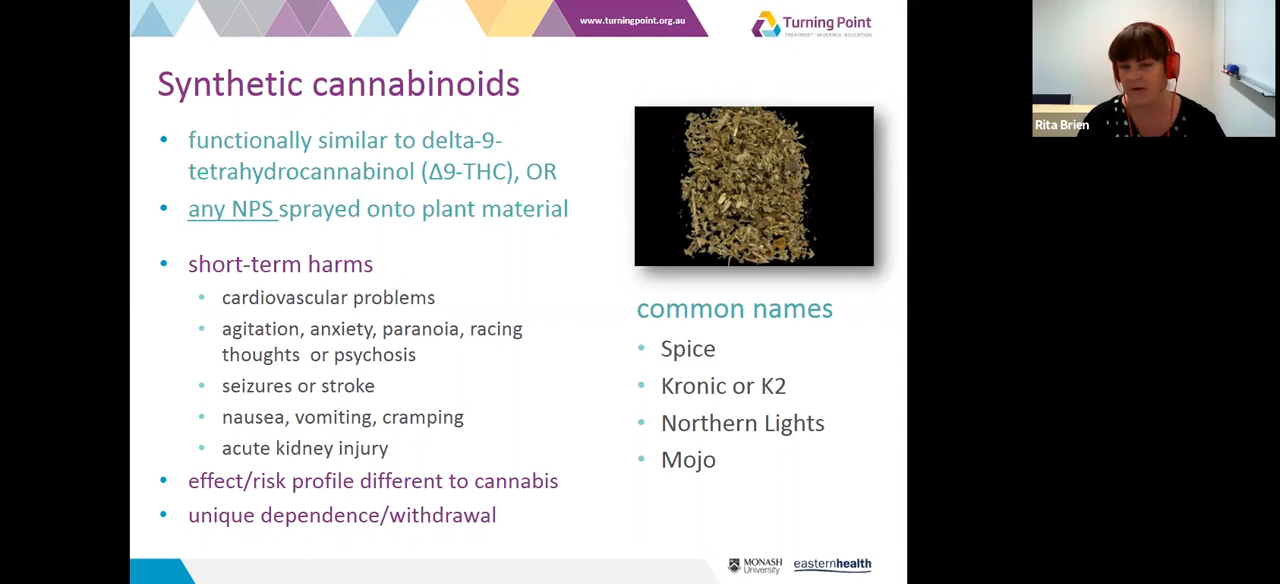 www.turningpoint.org.au
Turning Point
TREATMENT • RESEARCH • EDUCATION
Synthetic cannabinoids
functionally similar to delta-9-
tetrahydrocannabinol (Δ9-THC), OR
any NPS sprayed onto plant material
short-term harms
cardiovascular problems
agitation, anxiety, paranoia, racing
thoughts or psychosis
seizures or stroke
nausea, vomiting, cramping
acute kidney injury
effect/risk profile different to cannabis
unique dependence/withdrawal
common names
Spice
Kronic or K2
Northern Lights
Mojo
Rita Brien
MONASH
University
easternhealth